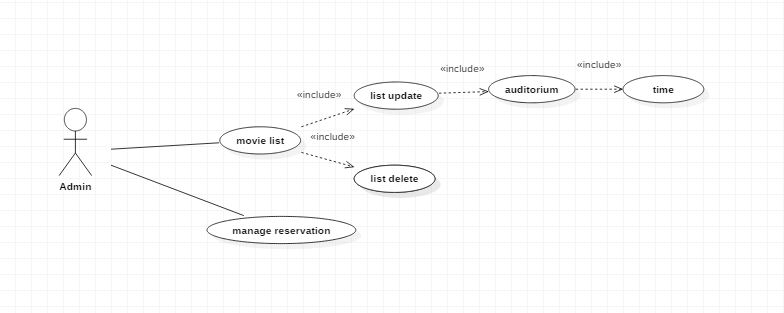 «include»
«include»
«include»
list update
auditorium
time
«include»
movie list
list delete
Admin
manage reservation